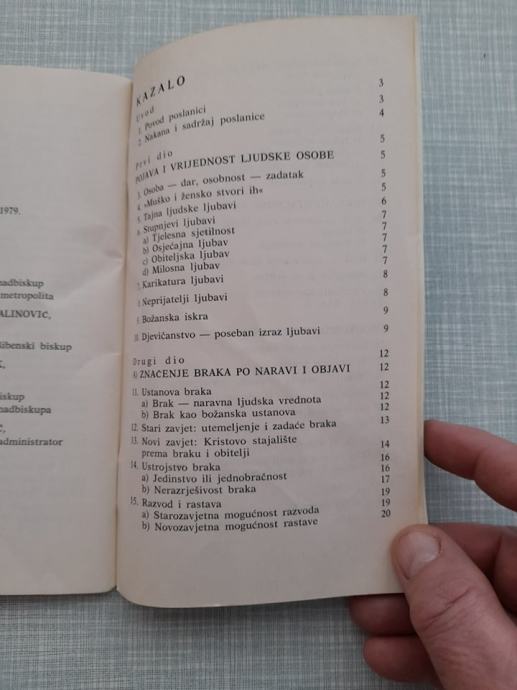 1979.
nadbiskup
metropolita
ALINOVIC,
libenski biskup
iskup
nadbiskupa
administrator
KAZALO
Uvod 3
1. Povod poslanici 3
2. Nakana i sadržaj poslanice 4
Prvi dio 5
POJAVA I VRIJEDNOST LJUDSKE OSOBE 5
3. Osoba — dar, osobnost — zadatak 5
4. »Muško i žensko stvori ih« 5
5. Tajna ljudske ljubavi 6
6. Stupnjevi ljubavi 7
a) Tjelesna sjetilnost 7
b) Osjećajna ljubav 7
c) Obiteljska ljubav 7
d) Milosna ljubav 7
7. Karikatura ljubavi 8
8. Neprijatelji ljubavi 8
9. Božanska iskra 9
10. Djevičanstvo — poseban izraz ljubavi 9
Drugi dio 12
A) ZNAČENJE BRAKA PO NARAVI I OBJAVI 12
11. Ustanova braka 12
a) Brak — naravna ljudska vrednota 12
b) Brak kao božanska ustanova 12
12. Stari zavjet: utemeljenje i zadaće braka 13
13. Novi zavjet: Kristovo stajalište
prema braku i obitelji 14
14. Ustrojstvo braka 16
a) Jedinstvo ili jednobračnost 16
b) Nerazrješivost braka 17
15. Razvod i rastava 19
a) Starozavjetna mogućnost razvoda 19
b) Novozavjetna mogućnost rastave 20